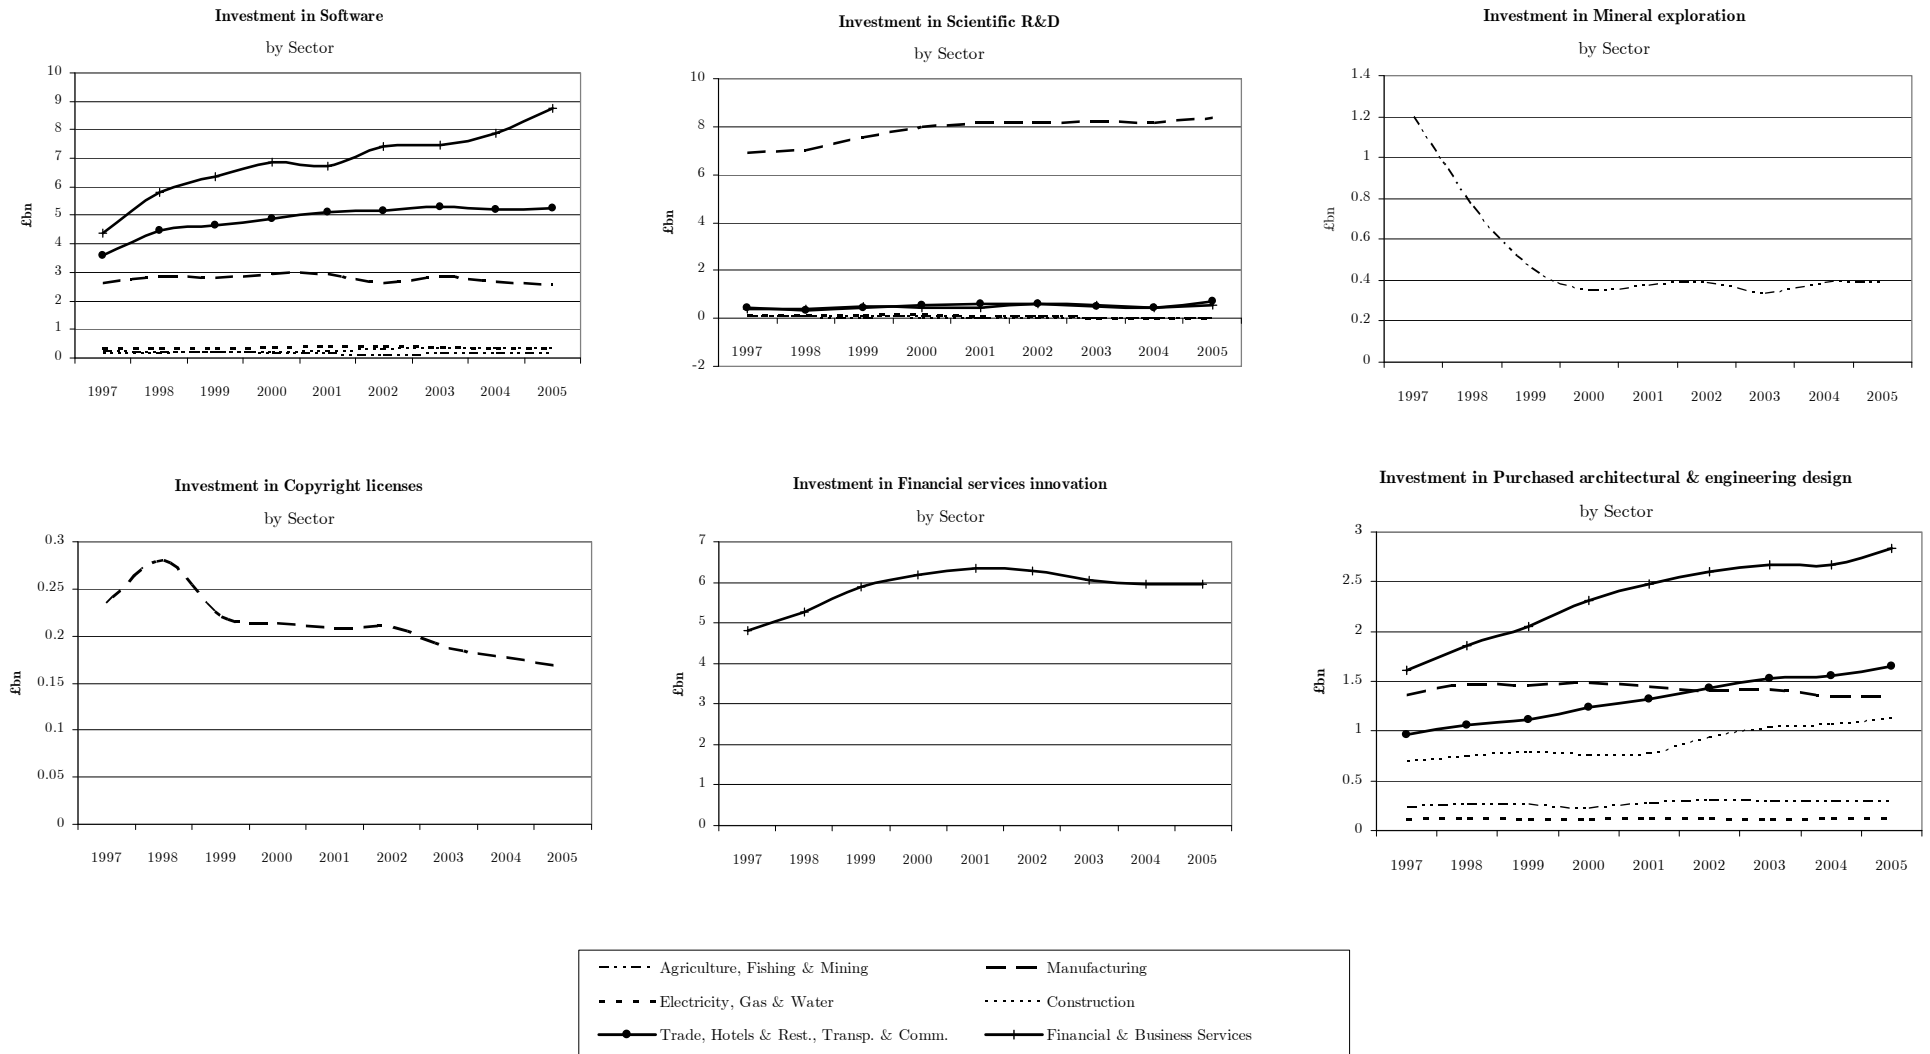 Investment in Software
by Sector
10
9
8
7
6
5
4
3
2
1
0
£bn
1997 1998 1999 2000 2001 2002 2003 2004 2005
Investment in Scientific R&D
by Sector
10
8
6
4
2
0
-2
£bn
1997 1998 1999 2000 2001 2002 2003 2004 2005
Investment in Mineral exploration
by Sector
1.4
1.2
1
0.8
0.6
0.4
0.2
0
£bn
1997 1998 1999 2000 2001 2002 2003 2004 2005
Investment in Copyright licenses
by Sector
0.3
0.25
0.2
0.15
0.1
0.05
0
£bn
1997 1998 1999 2000 2001 2002 2003 2004 2005
Investment in Financial services innovation
by Sector
7
6
5
4
3
2
1
0
£bn
1997 1998 1999 2000 2001 2002 2003 2004 2005
Investment in Purchased architectural & engineering design
by Sector
3
2.5
2
1.5
1
0.5
0
£bn
1997 1998 1999 2000 2001 2002 2003 2004 2005
Agriculture, Fishing & Mining
Manufacturing
Electricity, Gas & Water
Construction
Trade, Hotels & Rest., Transp. & Comm.
Financial & Business Services